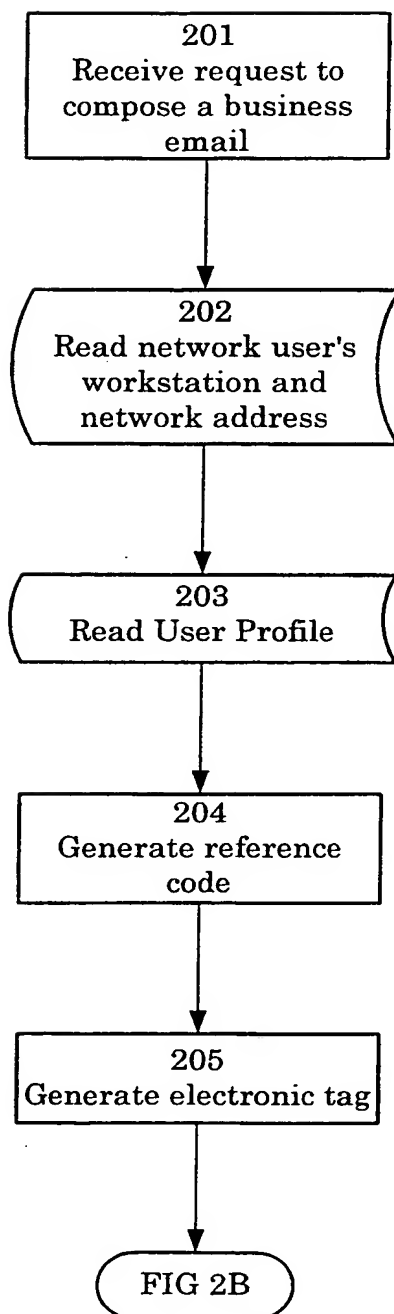 201
Receive request to
compose a business
email
202
Read network user's
workstation and
network address
203
Read User Profile
204
Generate reference
code
205
Generate electronic tag
FIG 2B